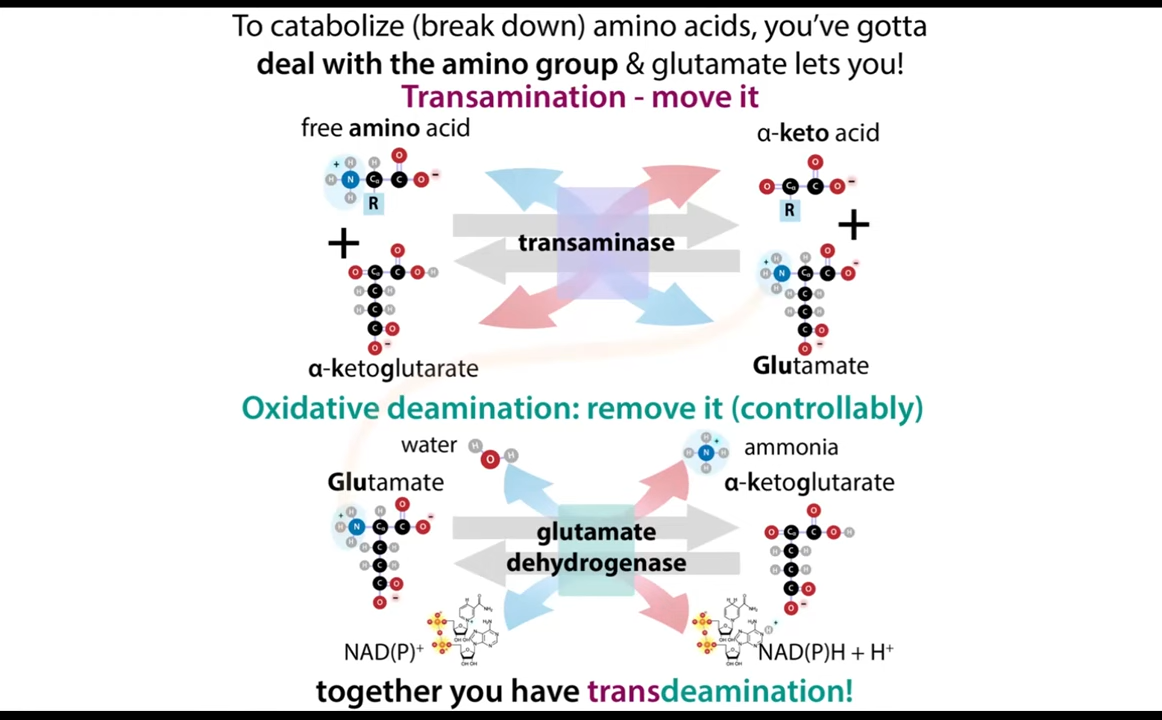 To catabolize (break down) amino acids, you've gotta
deal with the amino group & glutamate lets you!
Transamination - move it
free amino acid
α-keto acid
R
R
+
+
transaminase
α-ketoglutarate
Glutamate
Oxidative deamination: remove it (controllably)
water
ammonia
Glutamate
α-ketoglutarate
glutamate
dehydrogenase
NAD(P)⁺
NAD(P)H + H⁺
together you have transdeamination!